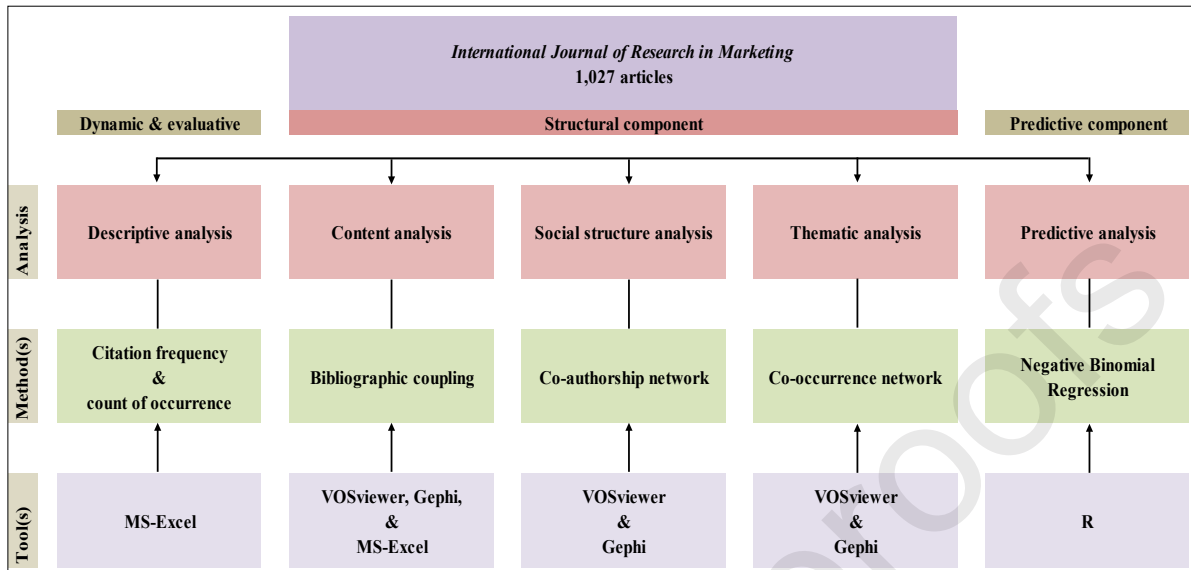 International Journal of Research in Marketing
1,027 articles
Dynamic & evaluative
Structural component
Predictive component
Analysis
Descriptive analysis
Content analysis
Social structure analysis
Thematic analysis
Predictive analysis
Method(s)
Citation frequency
&
count of occurrence
Bibliographic coupling
Co-authorship network
Co-occurrence network
Negative Binomial
Regression
Tool(s)
MS-Excel
VOSviewer, Gephi,
&
MS-Excel
VOSviewer
&
Gephi
VOSviewer
&
Gephi
R
roofs